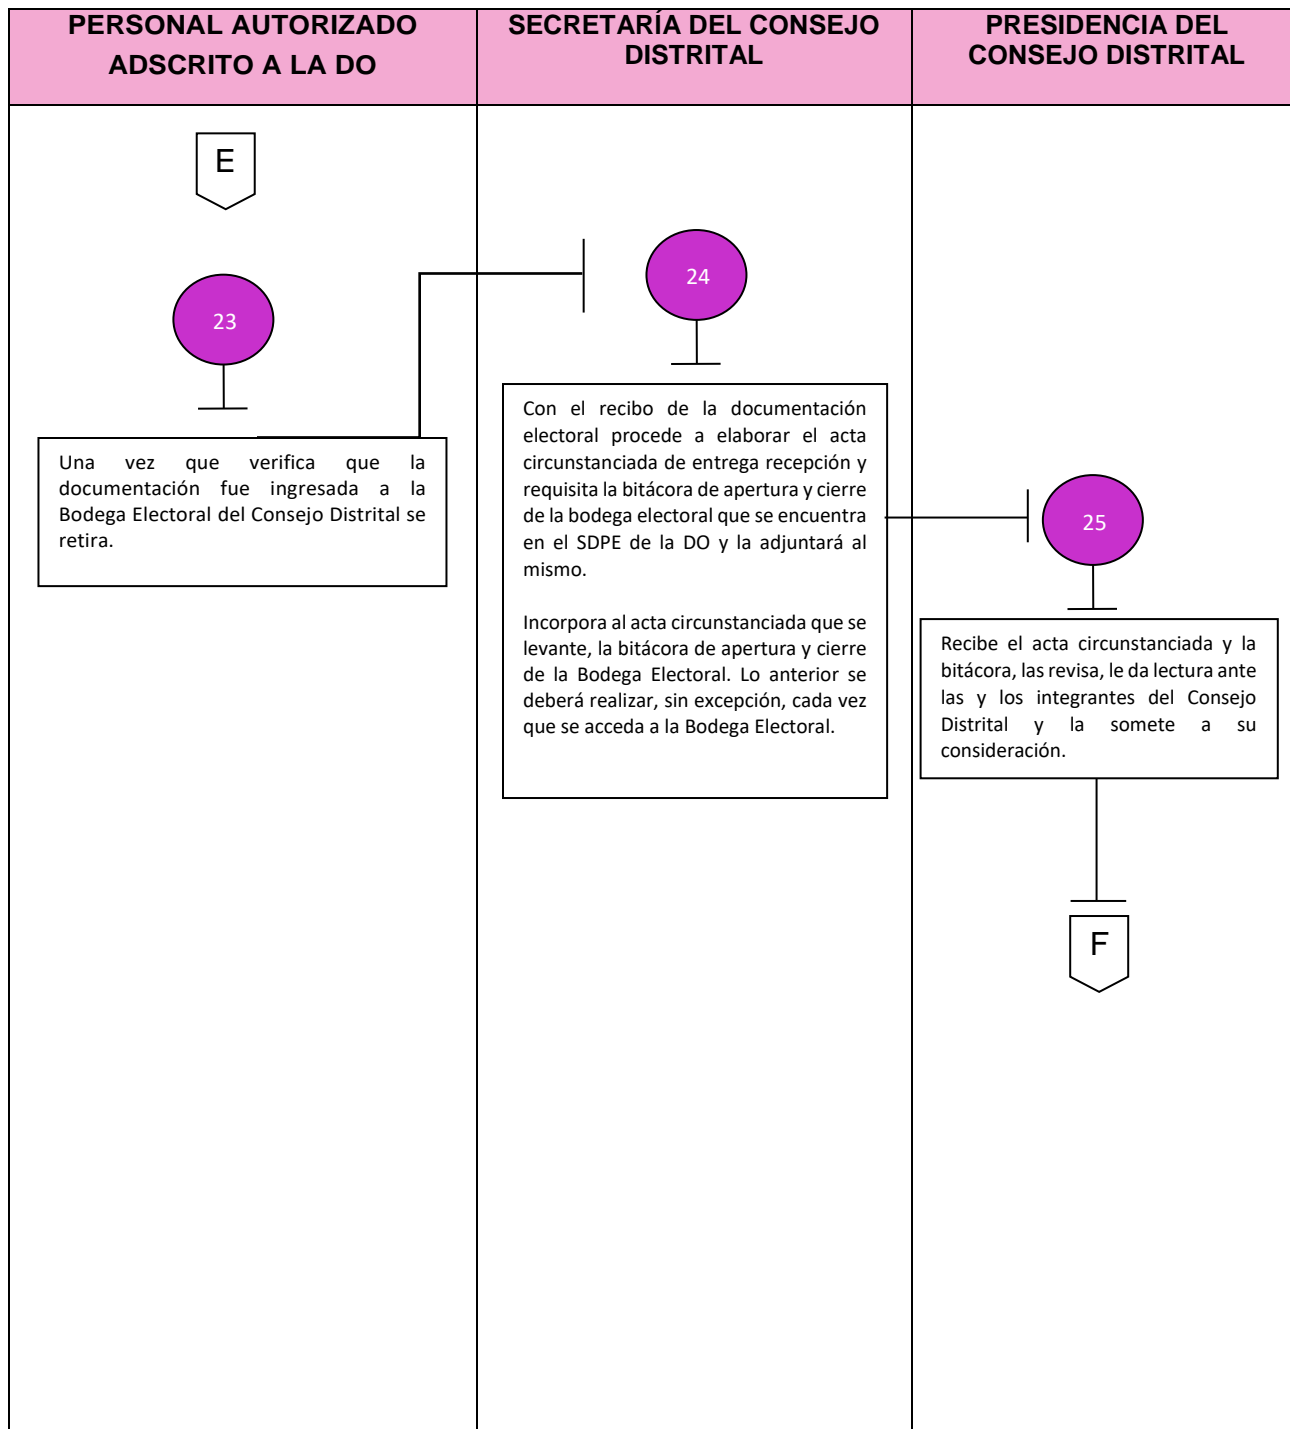 PERSONAL AUTORIZADO
ADSCRITO A LA DO
SECRETARÍA DEL CONSEJO
DISTRITAL
PRESIDENCIA DEL
CONSEJO DISTRITAL
E
23
Una vez que verifica que la
documentación fue ingresada a la
Bodega Electoral del Consejo Distrital se
retira.
24
Con el recibo de la documentación
electoral procede a elaborar el acta
circunstanciada de entrega recepción y
requisita la bitácora de apertura y cierre
de la bodega electoral que se encuentra
en el SDPE de la DO y la adjuntará al
mismo.
Incorpora al acta circunstanciada que se
levante, la bitácora de apertura y cierre
de la Bodega Electoral. Lo anterior se
deberá realizar, sin excepción, cada vez
que se acceda a la Bodega Electoral.
25
Recibe el acta circunstanciada y la
bitácora, las revisa, le da lectura ante
las y los integrantes del Consejo
Distrital y la somete a su
consideración.
F